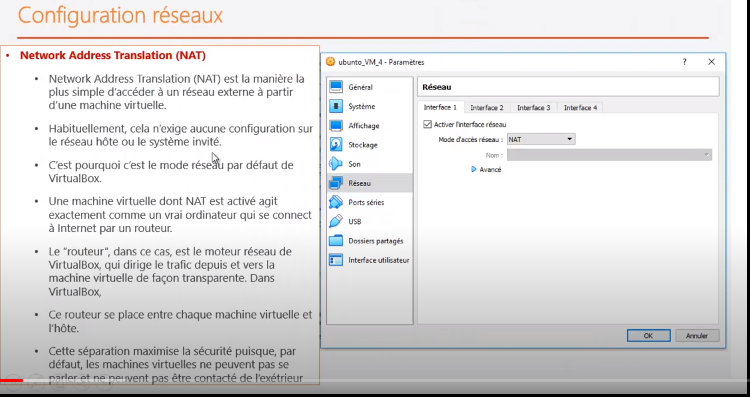 Configuration réseaux
• Network Address Translation (NAT)
• Network Address Translation (NAT) est la manière la
plus simple d'accéder à un réseau externe à partir
d'une machine virtuelle.
• Habituellement, cela n'exige aucune configuration sur
le réseau hôte ou le système invité.
• C'est pourquoi c'est le mode réseau par défaut de
VirtualBox.
• Une machine virtuelle dont NAT est activé agit
exactement comme un vrai ordinateur qui se connect
à Internet par un routeur.
• Le "routeur", dans ce cas, est le moteur réseau de
VirtualBox, qui dirige le trafic depuis et vers la
machine virtuelle de façon transparente. Dans
VirtualBox,
• Ce routeur se place entre chaque machine virtuelle et
l'hôte.
• Cette séparation maximise la sécurité puisque, par
défaut, les machines virtuelles ne peuvent pas se
parler et ne peuvent pas être contacté de l'exétrieur
ubunto_VM_4 - Paramètres
? X
Général
Système
Affichage
Stockage
Son
Réseau
Ports séries
USB
Dossiers partagés
Interface utilisateur
Réseau
Interface 1 Interface 2 Interface 3 Interface 4
Activer l'interface réseau
Mode d'accès réseau : NAT
Nom :
Avancé
OK Annuler